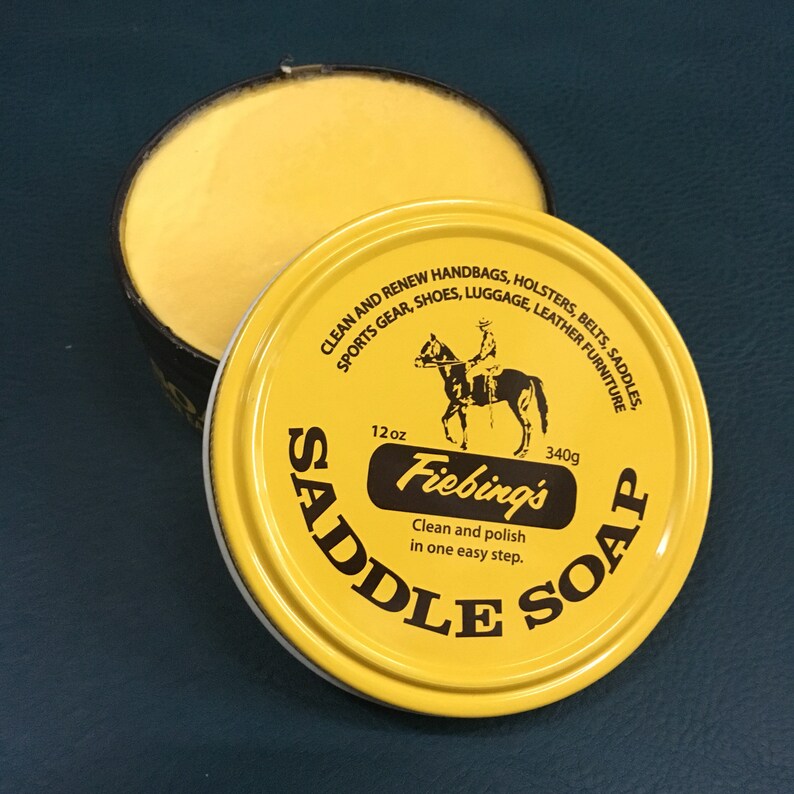 CLEAN AND RENEW HANDBAGS, HOLSTERS, BELTS, SADDLES,
SPORTS GEAR, SHOES, LUGGAGE, LEATHER FURNITURE
12 oz 340g
Fiebing's
Clean and polish
in one easy step.
SADDLE SOAP